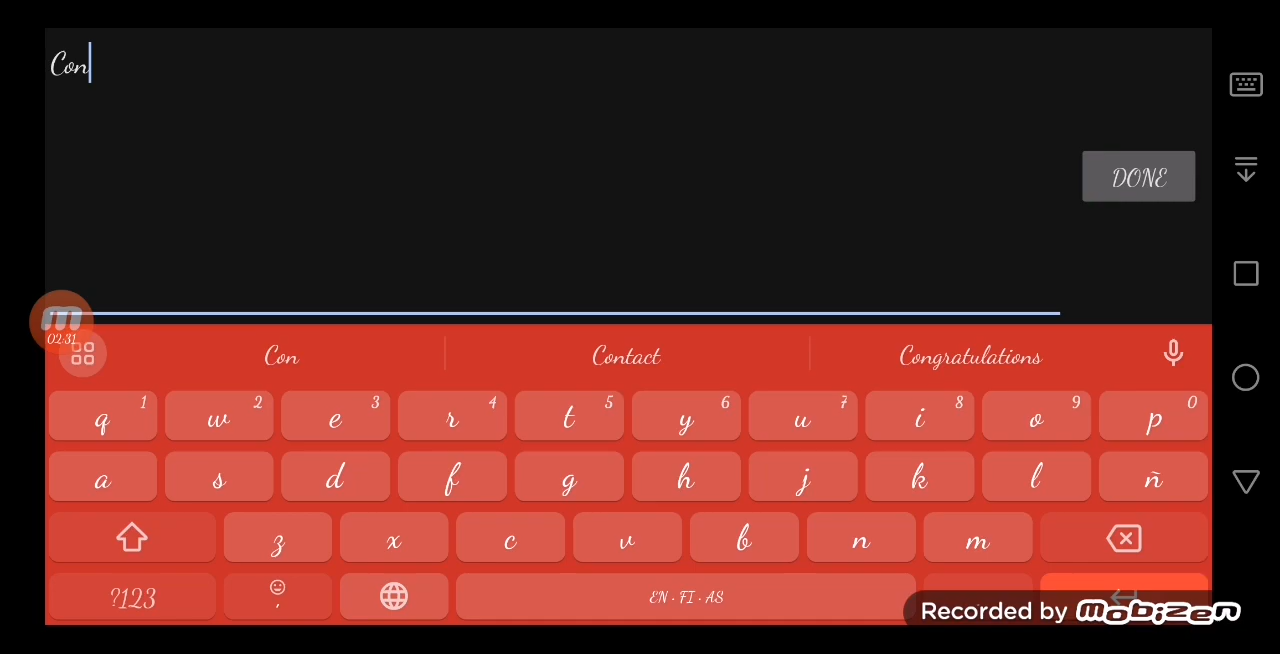 Con
DONE
02:31
Con Contact Congratulations
q 1 w 2 e 3 r 4 t 5 y 6 u 7 i 8 o 9 p 0
a s d f g h j k l ñ
z x c v b n m
?123 , EN · FI · AS
Recorded by Mobizen